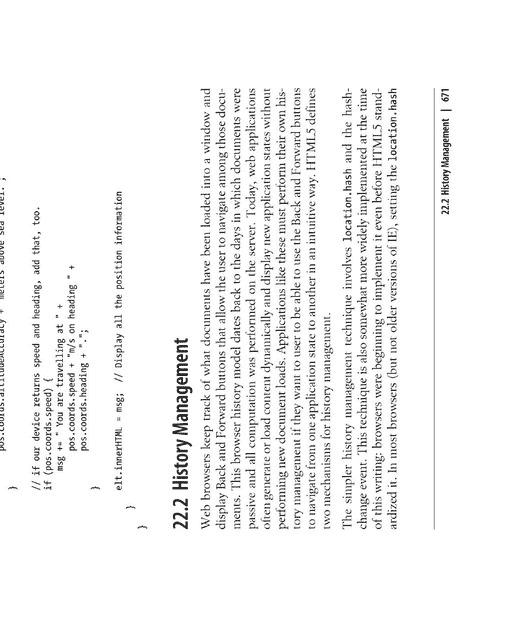 pos.coords.altitudeAccuracy + " meters above sea level.";
}
// if our device returns speed and heading, add that, too.
if (pos.coords.speed) {
msg += " You are travelling at " +
pos.coords.speed + "m/s on heading " +
pos.coords.heading + ".";
}
elt.innerHTML = msg; // Display all the position information
}
}
22.2 History Management
Web browsers keep track of what documents have been loaded into a window and
display Back and Forward buttons that allow the user to navigate among those docu-
ments. This browser history model dates back to the days in which documents were
passive and all computation was performed on the server. Today, web applications
often generate or load content dynamically and display new application states without
performing new document loads. Applications like these must perform their own his-
tory management if they want to user to be able to use the Back and Forward buttons
to navigate from one application state to another in an intuitive way. HTML5 defines
two mechanisms for history management.
The simpler history management technique involves location.hash and the hash-
change event. This technique is also somewhat more widely implemented at the time
of this writing: browsers were beginning to implement it even before HTML5 stand-
ardized it. In most browsers (but not older versions of IE), setting the location.hash
22.2 History Management | 671